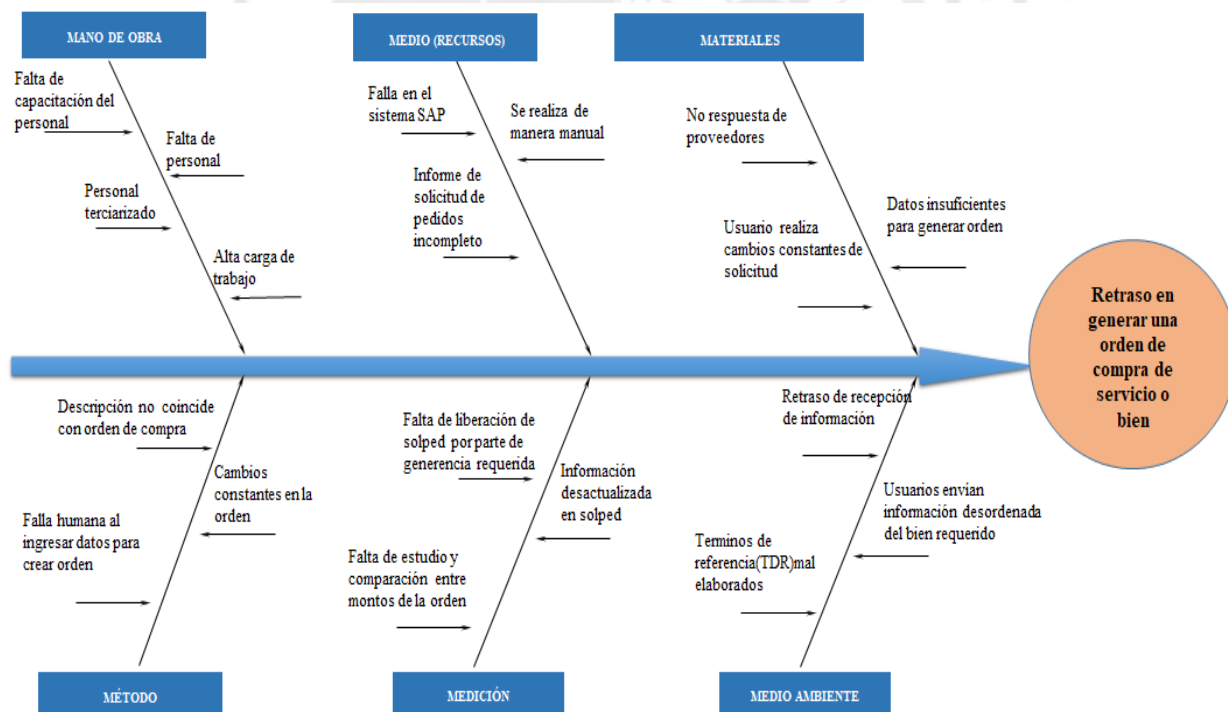 MANO DE OBRA
MEDIO (RECURSOS)
MATERIALES
Falta de
capacitación del
personal
Falta de
personal
Personal
terciarizado
Alta carga de
trabajo
Falla en el
sistema SAP
Se realiza de
manera manual
Informe de
solicitud de
pedidos
incompleto
No respuesta de
proveedores
Datos insuficientes
para generar orden
Usuario realiza
cambios constantes de
solicitud
Retraso en
generar una
orden de
compra de
servicio o
bien
Descripción no coincide
con orden de compra
Cambios
constantes en la
orden
Falla humana al
ingresar datos para
crear orden
Falta de liberación de
solped por parte de
generencia requerida
Información
desactualizada
en solped
Falta de estudio y
comparación entre
montos de la orden
Retraso de recepción
de información
Usuarios envían
información desordenada
del bien requerido
Terminos de
referencia(TDR)mal
elaborados
MÉTODO
MEDICIÓN
MEDIO AMBIENTE